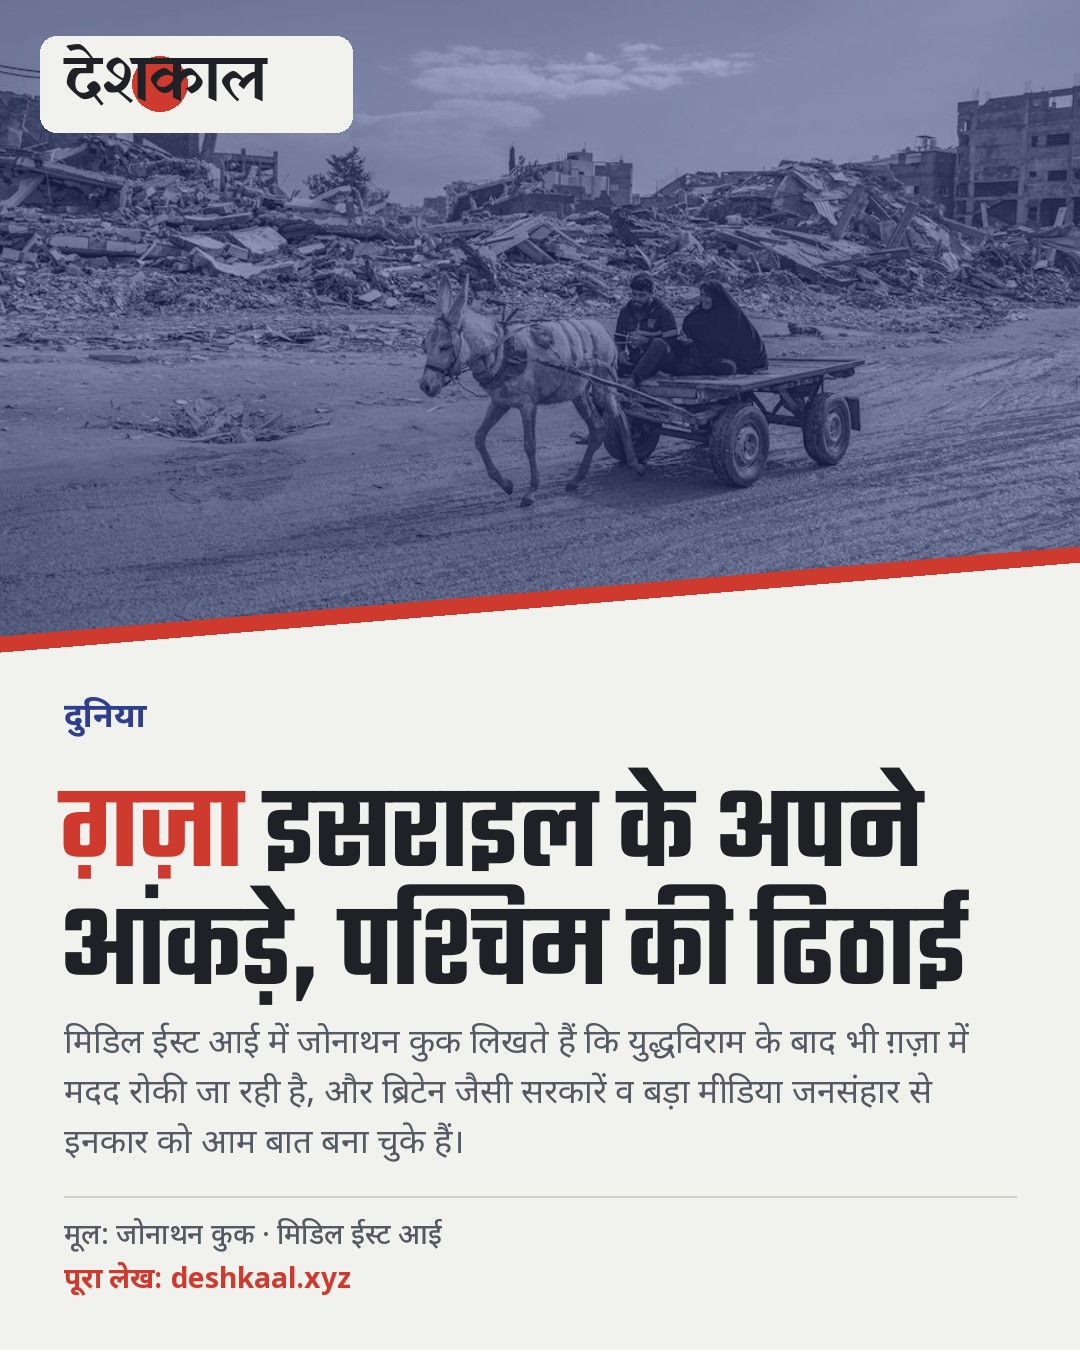 देशकाल
दुनिया
ग़ज़ा इसराइल के अपने
आंकड़े, पश्चिम की ढिठाई
मिडिल ईस्ट आई में जोनाथन कुक लिखते हैं कि युद्धविराम के बाद भी ग़ज़ा में
मदद रोकी जा रही है, और ब्रिटेन जैसी सरकारें व बड़ा मीडिया जनसंहार से
इनकार को आम बात बना चुके हैं।
मूल: जोनाथन कुक · मिडिल ईस्ट आई
पूरा लेख: deshkaal.xyz